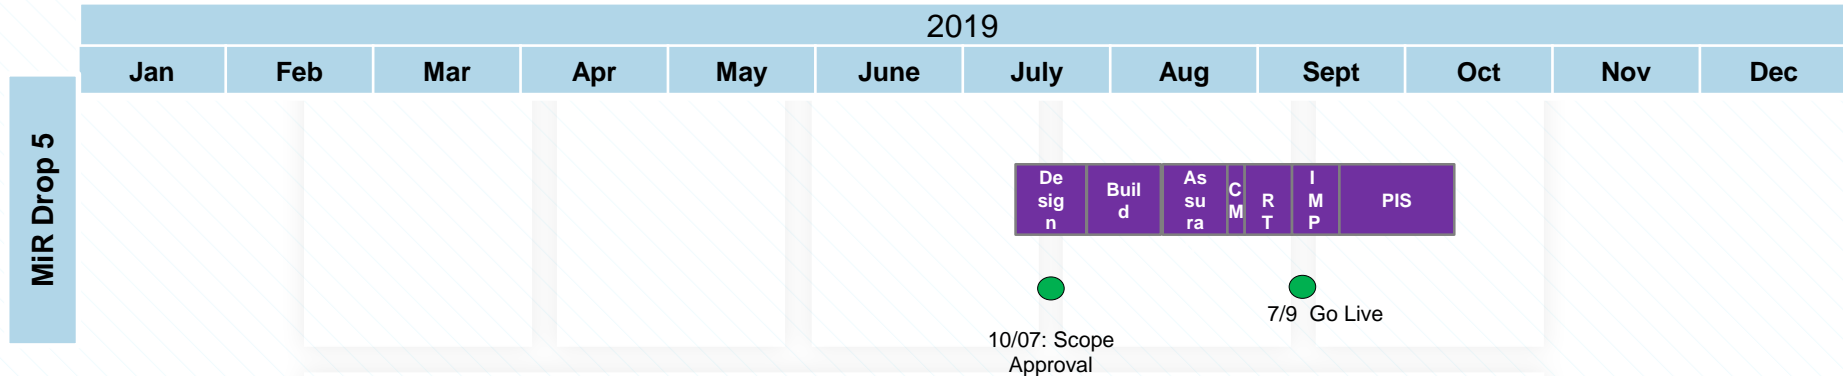 2019
Jan Feb Mar Apr May June July Aug Sept Oct Nov Dec
MiR Drop 5
De
sig
n
Buil
d
As
su
ra
C
M
R
T
I
M
P
PIS
10/07: Scope
Approval
7/9 Go Live